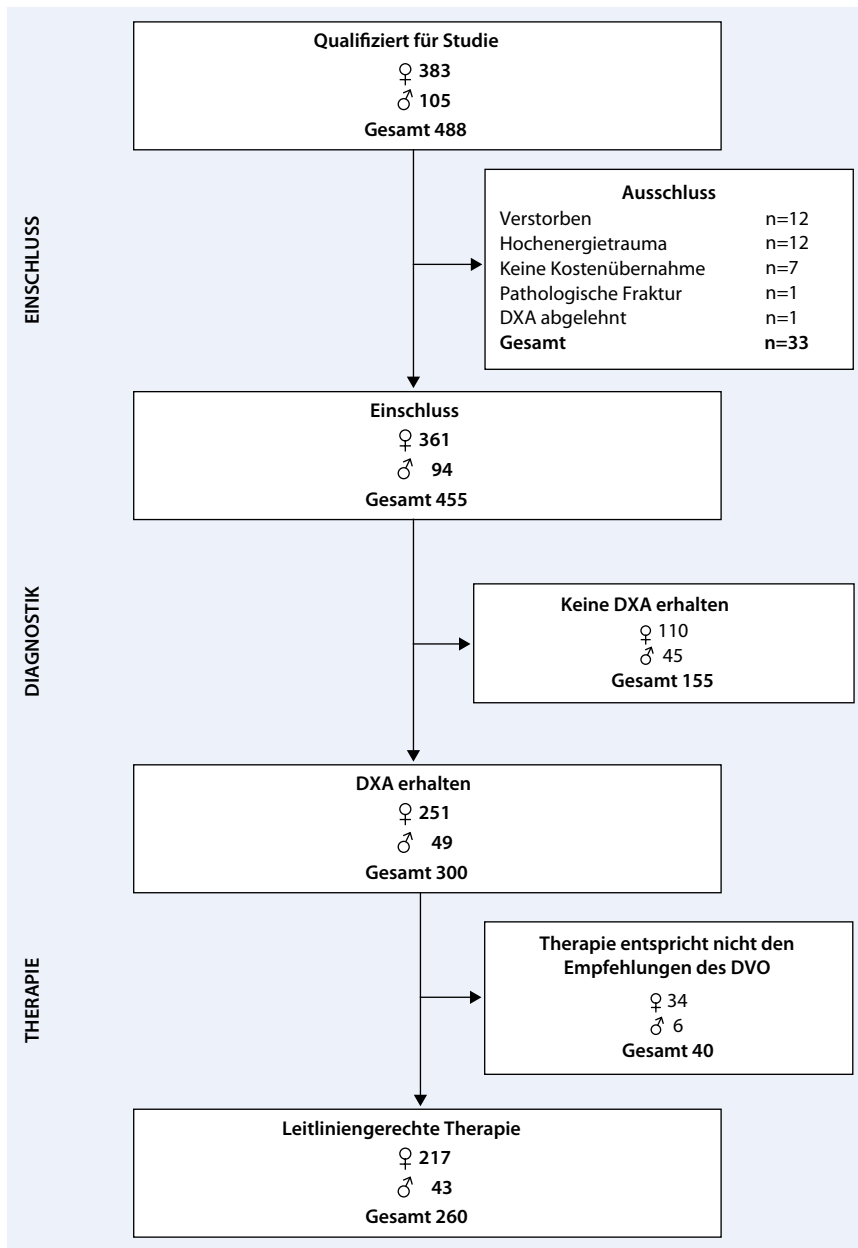 Qualifiziert für Studie
♀ 383
♂ 105
Gesamt 488
EINSCHLUSS
Ausschluss
Verstorben n=12
Hochenergietrauma n=12
Keine Kostenübernahme n=7
Pathologische Fraktur n=1
DXA abgelehnt n=1
Gesamt n=33
Einschluss
♀ 361
♂ 94
Gesamt 455
DIAGNOSTIK
Keine DXA erhalten
♀ 110
♂ 45
Gesamt 155
DXA erhalten
♀ 251
♂ 49
Gesamt 300
THERAPIE
Therapie entspricht nicht den
Empfehlungen des DVO
♀ 34
♂ 6
Gesamt 40
Leitliniengerechte Therapie
♀ 217
♂ 43
Gesamt 260